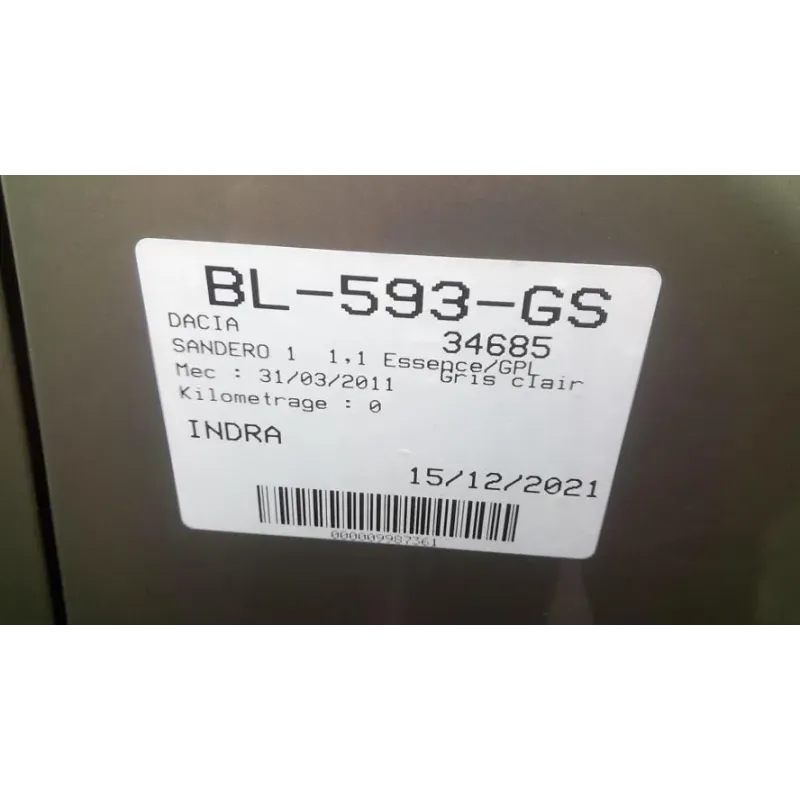 BL-593-GS
DACIA 34685
SANDERO 1 1,1 Essence/GPL
Mec : 31/03/2011 Gris clair
Kilometrage : 0
INDRA
15/12/2021
000009987361